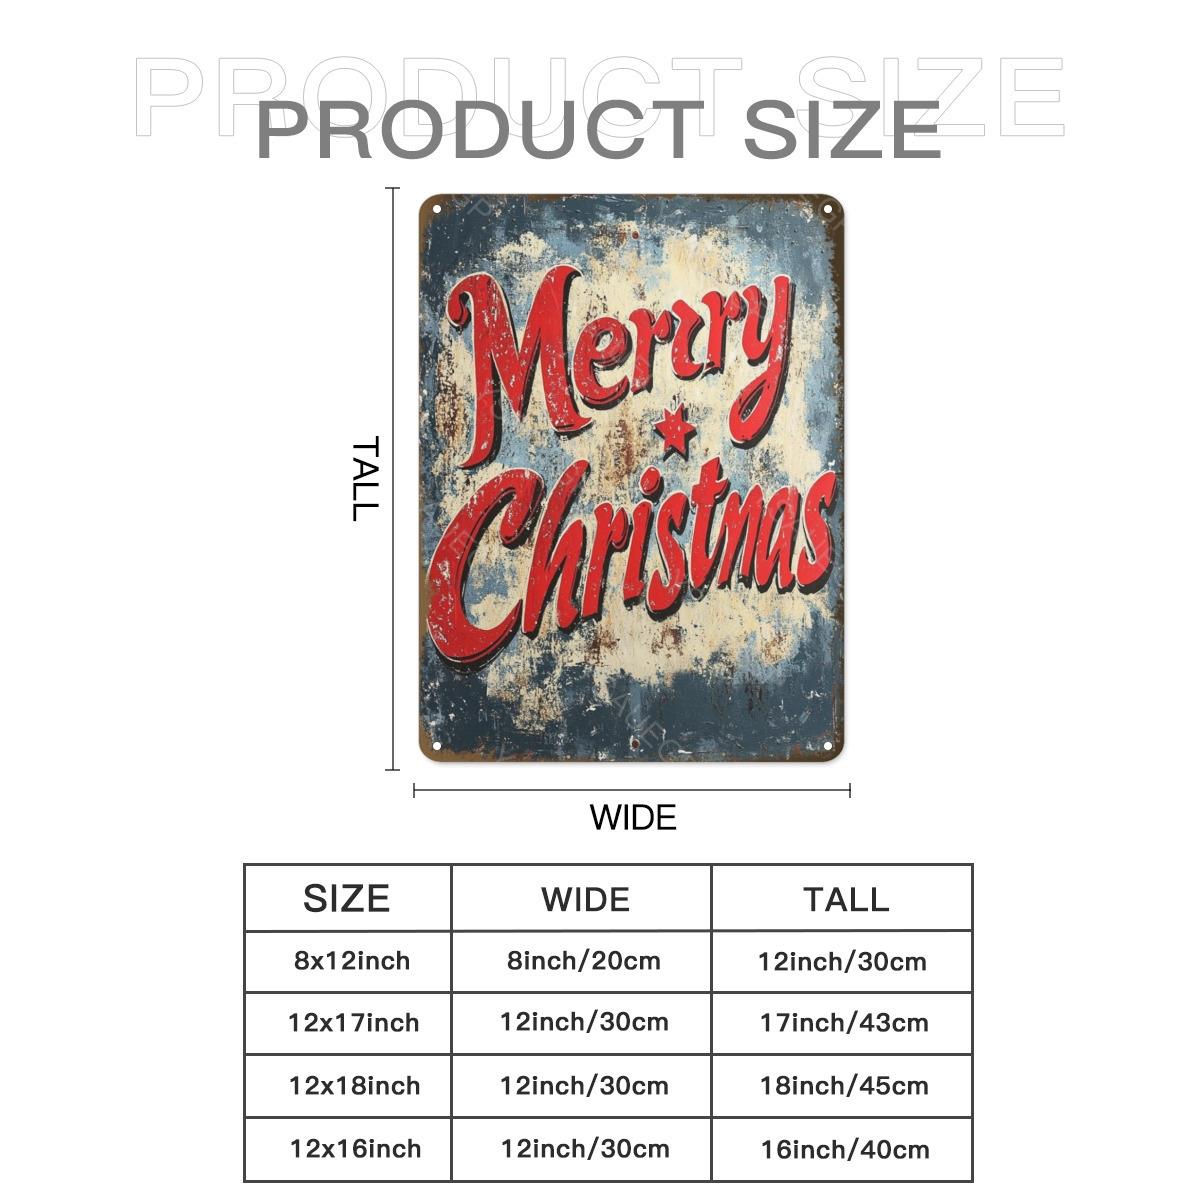 PRODUCT SIZE
PRODUCT SIZE
Merrry
Christmas
TALL
WIDE
SIZE WIDE TALL
8x12inch 8inch/20cm 12inch/30cm
12x17inch 12inch/30cm 17inch/43cm
12x18inch 12inch/30cm 18inch/45cm
12x16inch 12inch/30cm 16inch/40cm